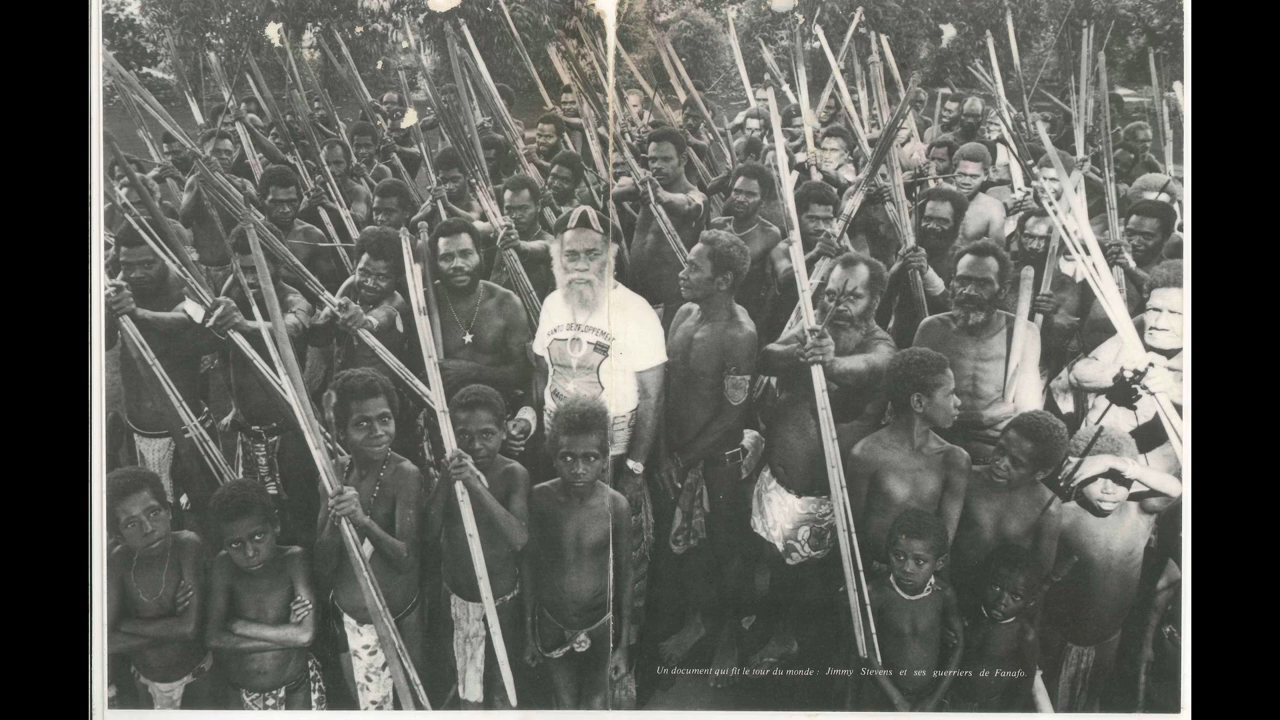 SANTO DEVELOPPEMENT
Un document qui fit le tour du monde : Jimmy Stevens et ses guerriers de Fanafo.